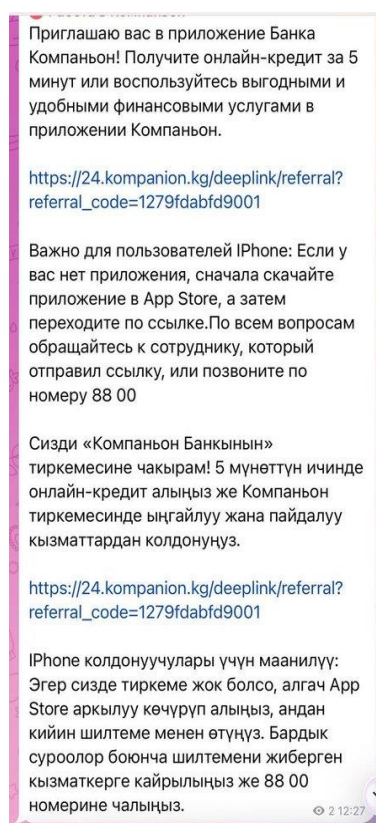 Приглашаю вас в приложение Банка
Компаньон! Получите онлайн-кредит за 5
минут или воспользуйтесь выгодными и
удобными финансовыми услугами в
приложении Компаньон.
https://24.kompanion.kg/deeplink/referral?
referral_code=1279fdabfd9001
Важно для пользователей IPhone: Если у
вас нет приложения, сначала скачайте
приложение в App Store, а затем
переходите по ссылке.По всем вопросам
обращайтесь к сотруднику, который
отправил ссылку, или позвоните по
номеру 88 00
Сизди «Компаньон Банкынын»
тиркемесине чакырам! 5 мүнөттүн ичинде
онлайн-кредит алыңыз же Компаньон
тиркемесинде ыңгайлуу жана пайдалуу
кызматтардан колдонуңуз.
https://24.kompanion.kg/deeplink/referral?
referral_code=1279fdabfd9001
IPhone колдонуучулары үчүн маанилүү:
Эгер сизде тиркеме жок болсо, алгач App
Store аркылуу көчүрүп алыңыз, андан
кийин шилтеме менен өтүңүз. Бардык
суроолор боюнча шилтемени жиберген
кызматкерге кайрылыңыз же 88 00
номерине чалыңыз.
2 12:27